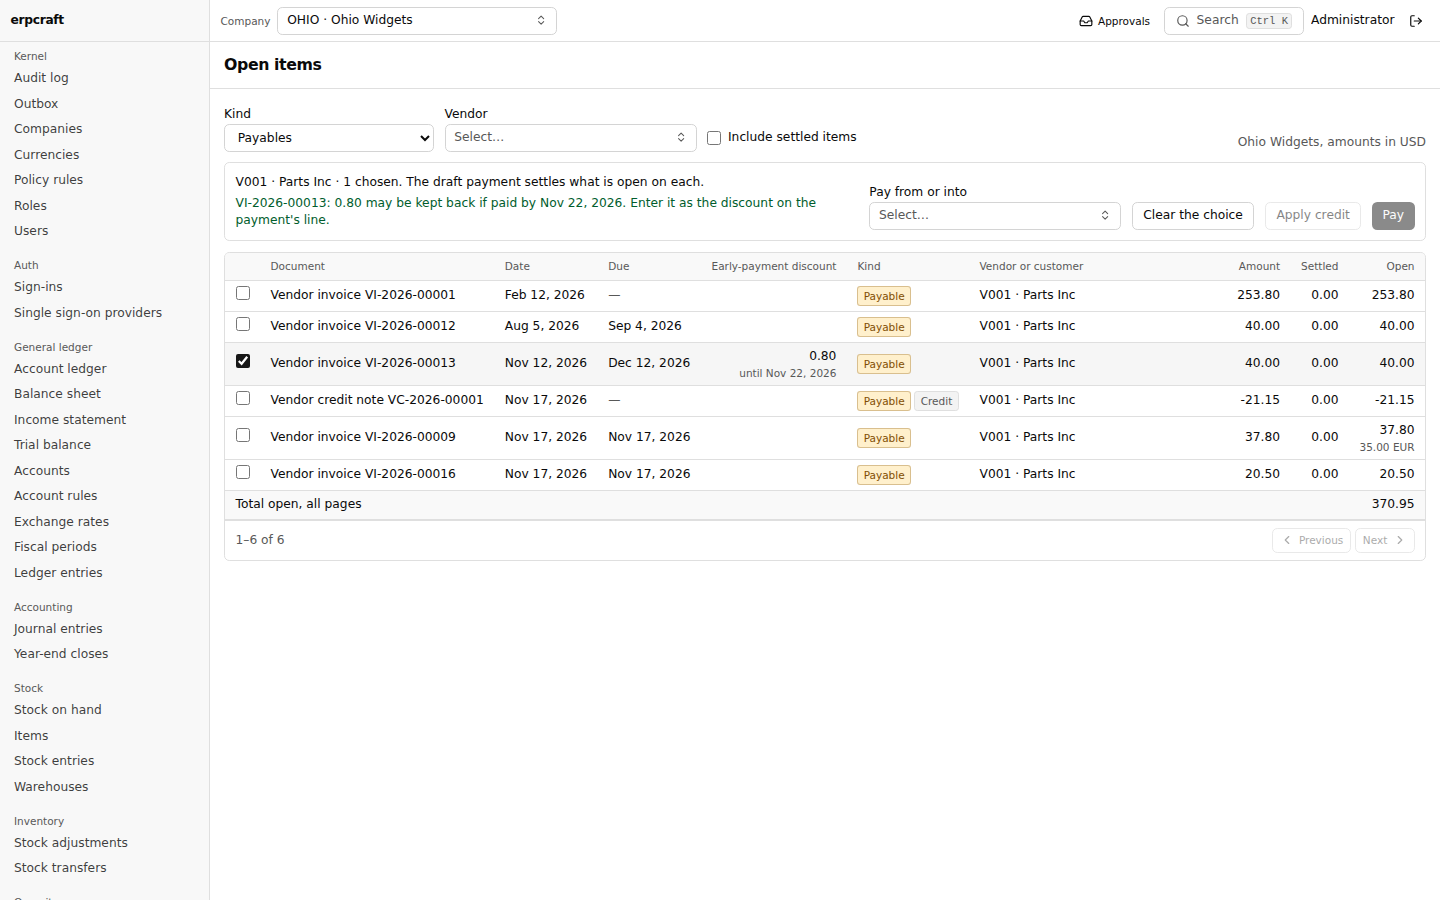 erpcraft
Company OHIO · Ohio Widgets
Approvals
Search Ctrl K
Administrator
Kernel
Audit log
Outbox
Companies
Currencies
Policy rules
Roles
Users
Auth
Sign-ins
Single sign-on providers
General ledger
Account ledger
Balance sheet
Income statement
Trial balance
Accounts
Account rules
Exchange rates
Fiscal periods
Ledger entries
Accounting
Journal entries
Year-end closes
Stock
Stock on hand
Items
Stock entries
Warehouses
Inventory
Stock adjustments
Stock transfers
Open items
Kind
Payables
Vendor
Select...
Include settled items
Ohio Widgets, amounts in USD
V001 · Parts Inc · 1 chosen. The draft payment settles what is open on each.
VI-2026-00013: 0.80 may be kept back if paid by Nov 22, 2026. Enter it as the discount on the
payment's line.
Pay from or into
Select...
Clear the choice
Apply credit
Pay
Document Date Due Early-payment discount Kind Vendor or customer Amount Settled Open
Vendor invoice VI-2026-00001 Feb 12, 2026 — Payable V001 · Parts Inc 253.80 0.00 253.80
Vendor invoice VI-2026-00012 Aug 5, 2026 Sep 4, 2026 Payable V001 · Parts Inc 40.00 0.00 40.00
Vendor invoice VI-2026-00013 Nov 12, 2026 Dec 12, 2026 0.80 Payable V001 · Parts Inc 40.00 0.00 40.00
until Nov 22, 2026
Vendor credit note VC-2026-00001 Nov 17, 2026 — Payable Credit V001 · Parts Inc -21.15 0.00 -21.15
Vendor invoice VI-2026-00009 Nov 17, 2026 Nov 17, 2026 Payable V001 · Parts Inc 37.80 0.00 37.80
35.00 EUR
Vendor invoice VI-2026-00016 Nov 17, 2026 Nov 17, 2026 Payable V001 · Parts Inc 20.50 0.00 20.50
Total open, all pages 370.95
1–6 of 6
Previous
Next